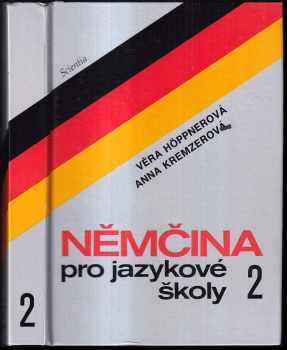 Scientia
VĚRA HÖPPNEROVÁ
ANNA KREMZEROVÁ
NĚMČINA
pro jazykové
školy 2
2